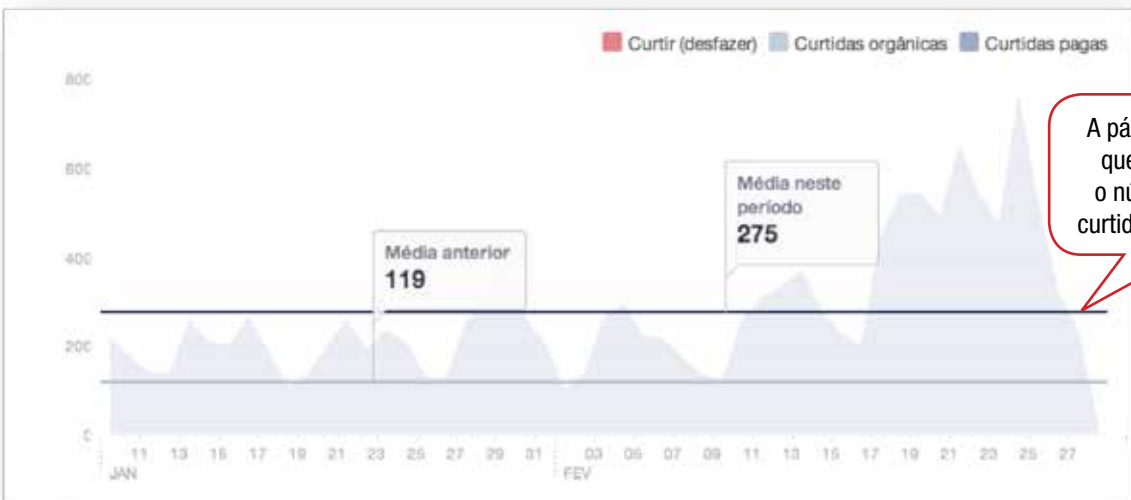 Curtir (desfazer) Curtidas orgânicas Curtidas pagas
800
600
400
200
0
Média anterior
119
Média neste
período
275
A pá
que
o nú
curtid
11 13 15 17 19 21 23 25 27 29 31 03 05 07 09 11 13 15 17 19 21 23 25 27
JAN FEV